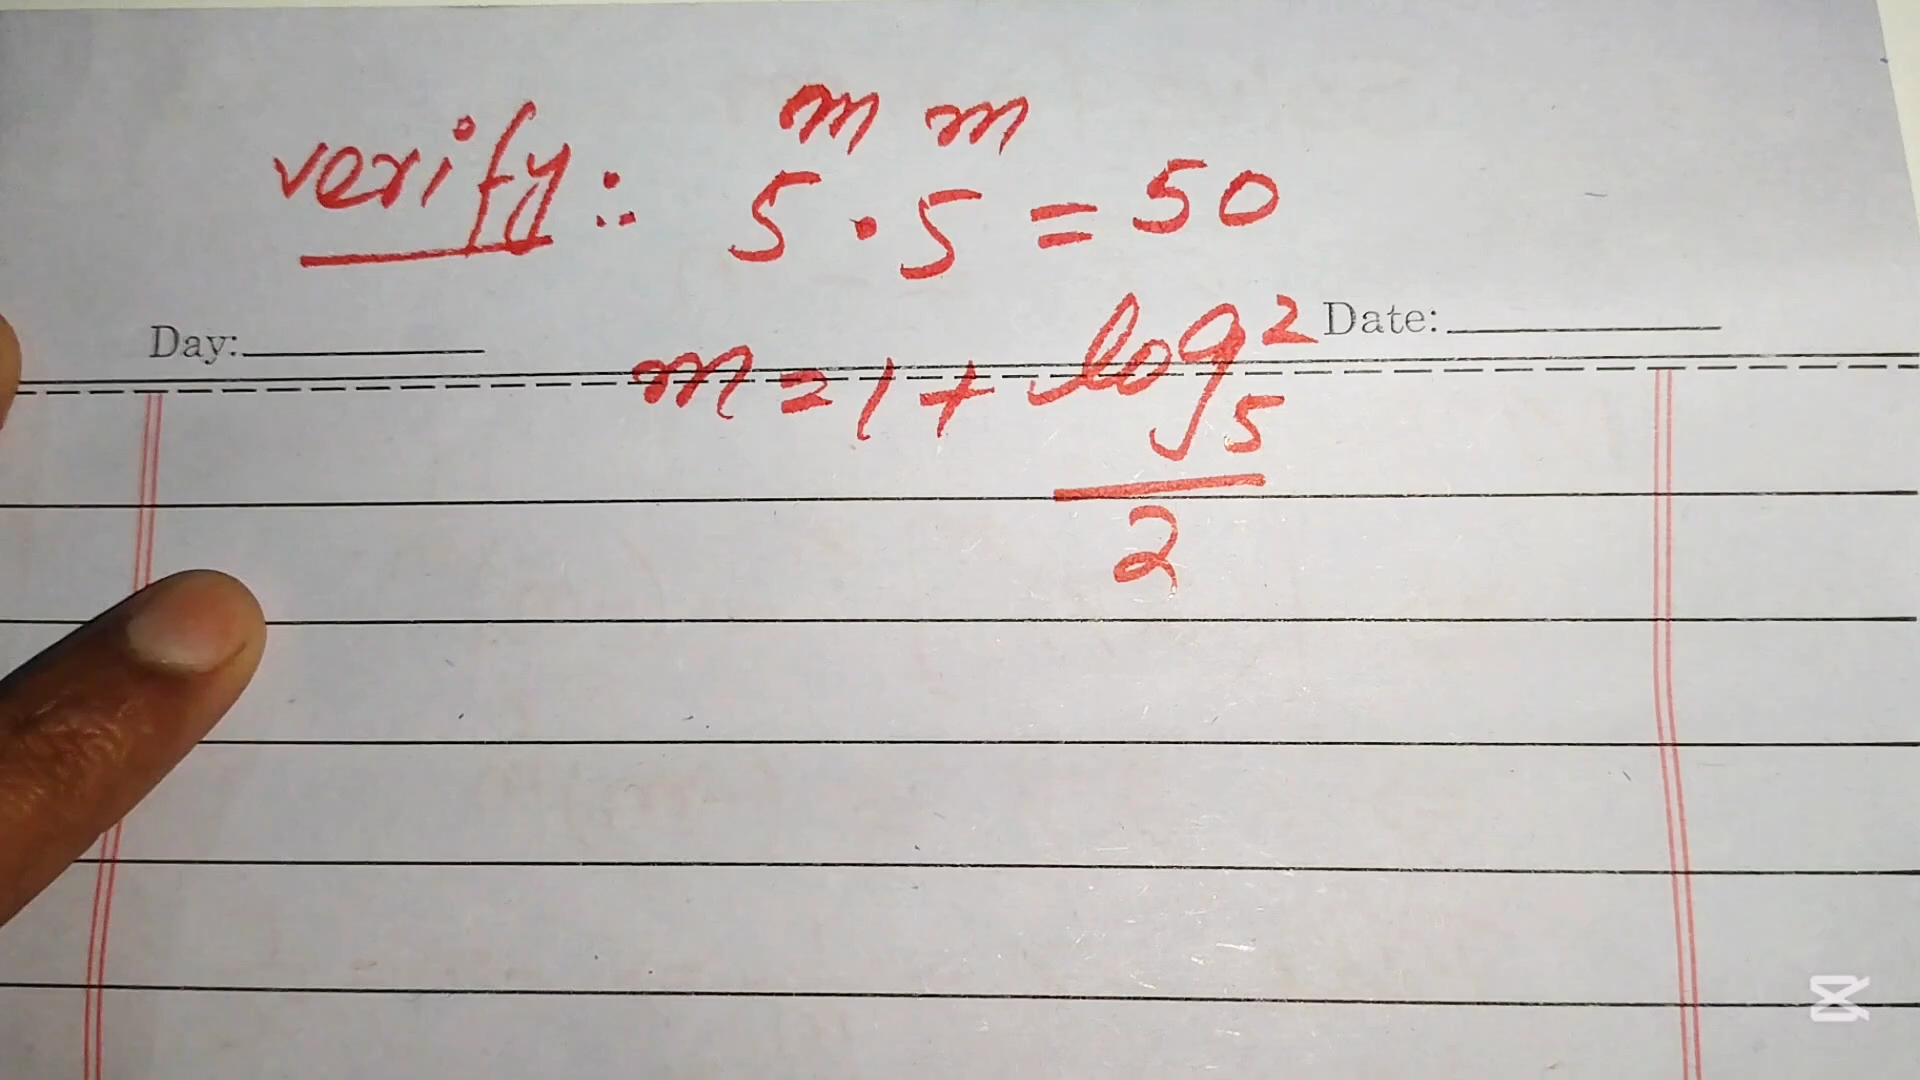 verify: 5^m · 5^m = 50
Day: Date:
m = 1 + log_5^2 / 2